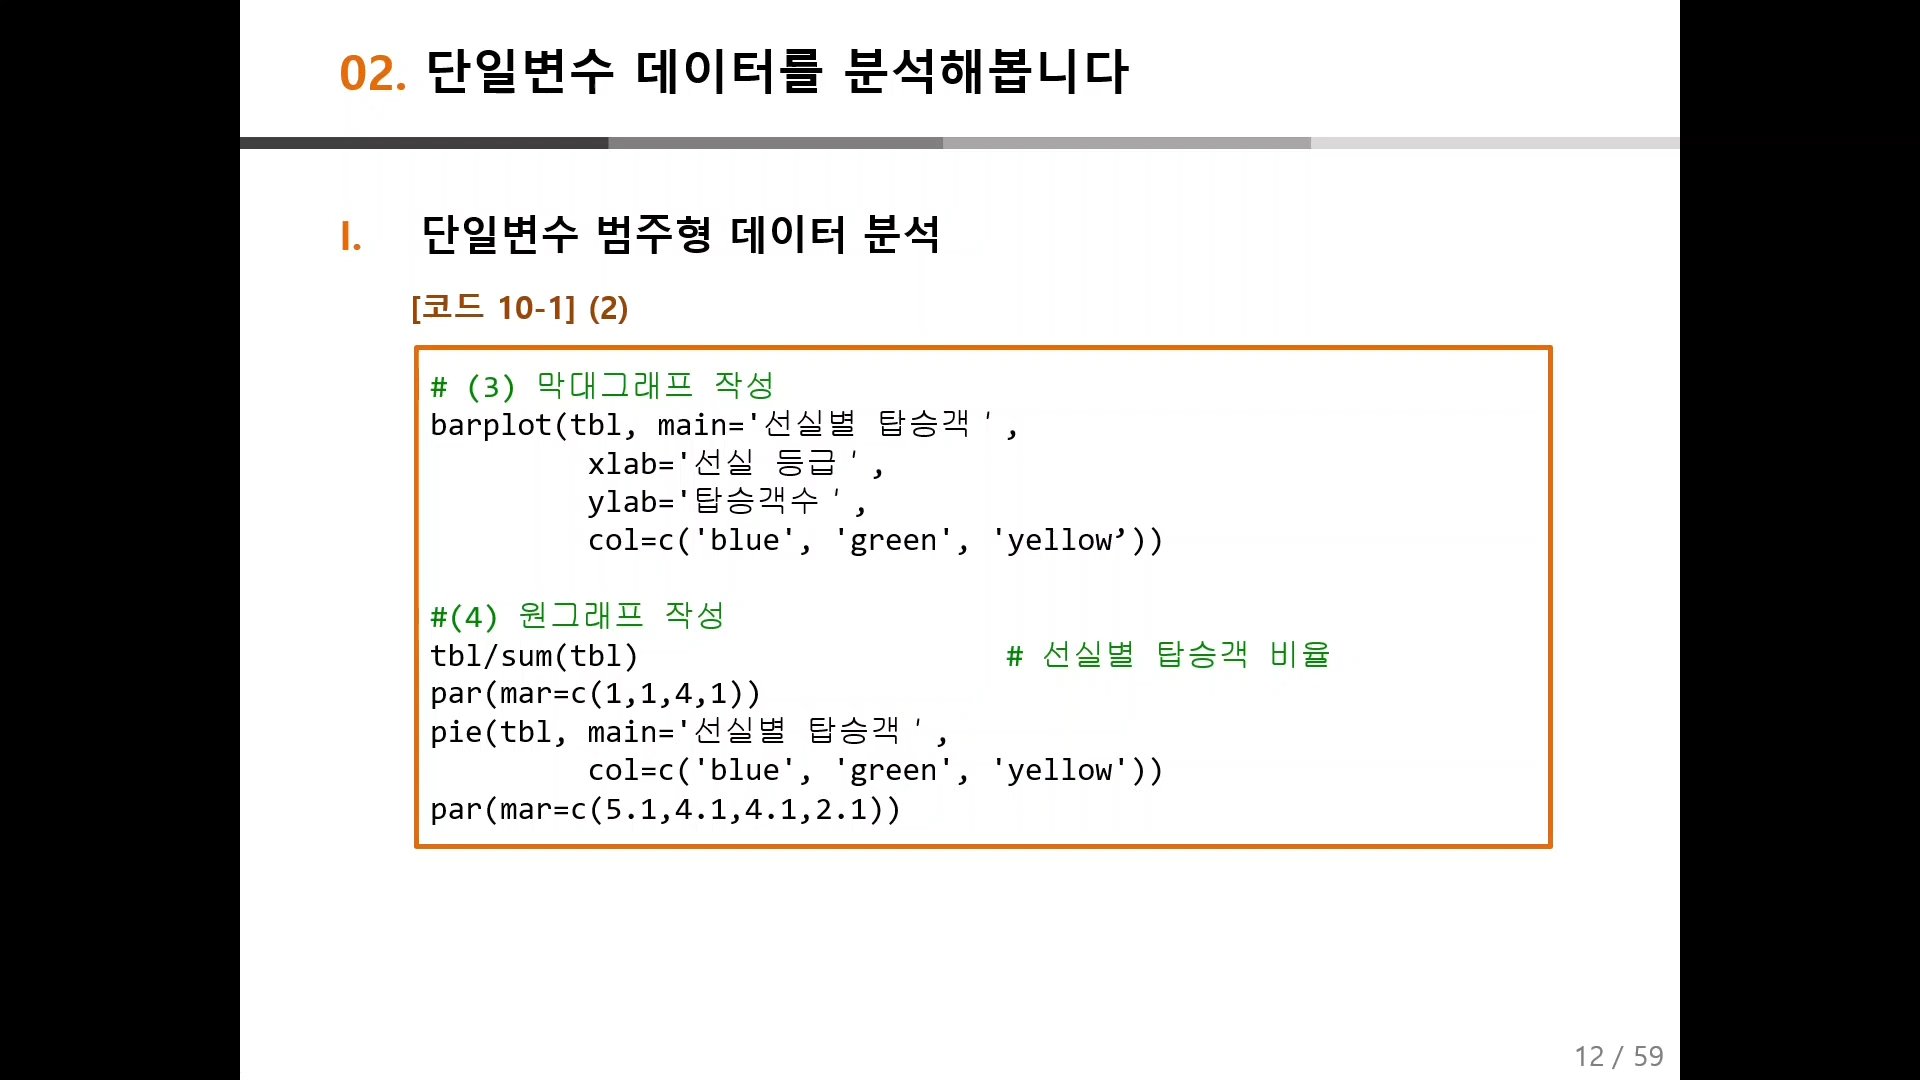 02. 단일변수 데이터를 분석해봅니다
I. 단일변수 범주형 데이터 분석
[코드 10-1] (2)
# (3) 막대그래프 작성
barplot(tbl, main='선실별 탑승객',
         xlab='선실 등급',
         ylab='탑승객수',
         col=c('blue', 'green', 'yellow’))
#(4) 원그래프 작성
tbl/sum(tbl)                     # 선실별 탑승객 비율
par(mar=c(1,1,4,1))
pie(tbl, main='선실별 탑승객',
         col=c('blue', 'green', 'yellow'))
par(mar=c(5.1,4.1,4.1,2.1))
12 / 59